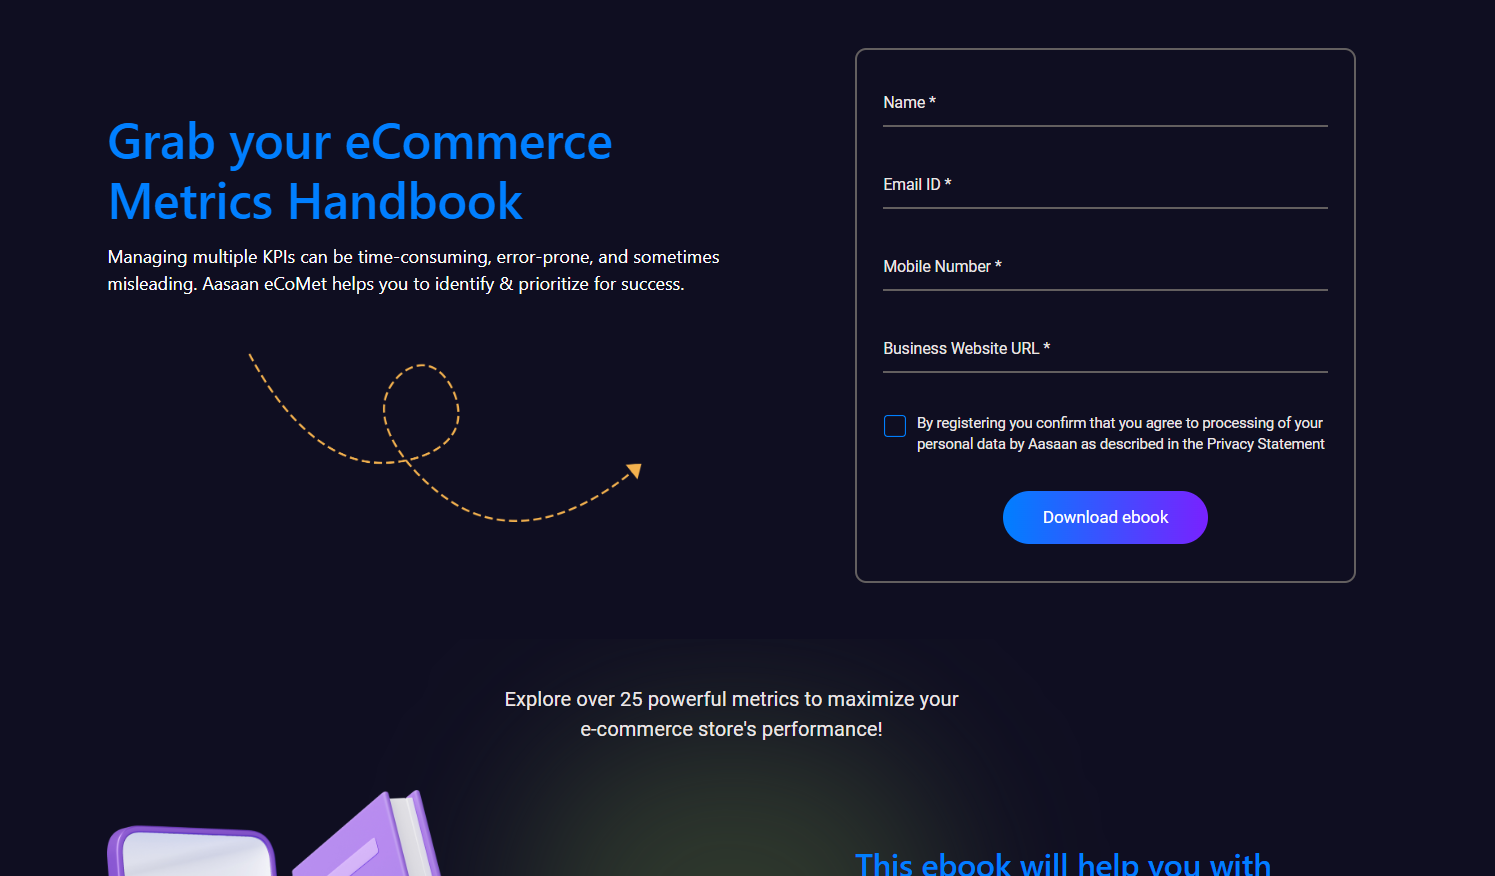 Grab your eCommerce
Metrics Handbook
Managing multiple KPIs can be time-consuming, error-prone, and sometimes
misleading. Aasaan eCoMet helps you to identify & prioritize for success.
Name *
Email ID *
Mobile Number *
Business Website URL *
By registering you confirm that you agree to processing of your
personal data by Aasaan as described in the Privacy Statement
Download ebook
Explore over 25 powerful metrics to maximize your
e-commerce store's performance!
This ebook will help you with